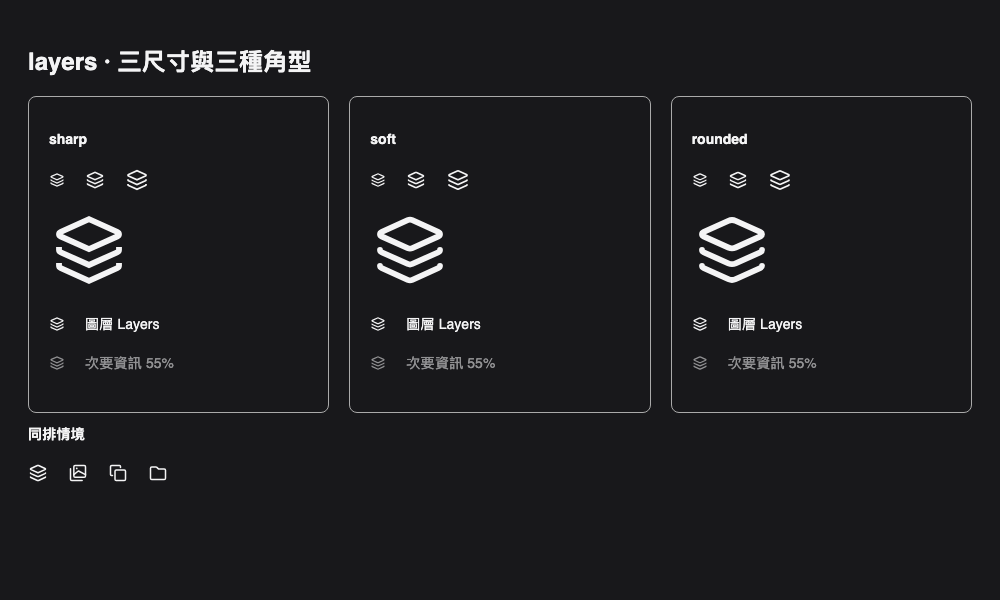 layers · 三尺寸與三種角型
sharp
圖層 Layers
次要資訊 55%
soft
圖層 Layers
次要資訊 55%
rounded
圖層 Layers
次要資訊 55%
同排情境